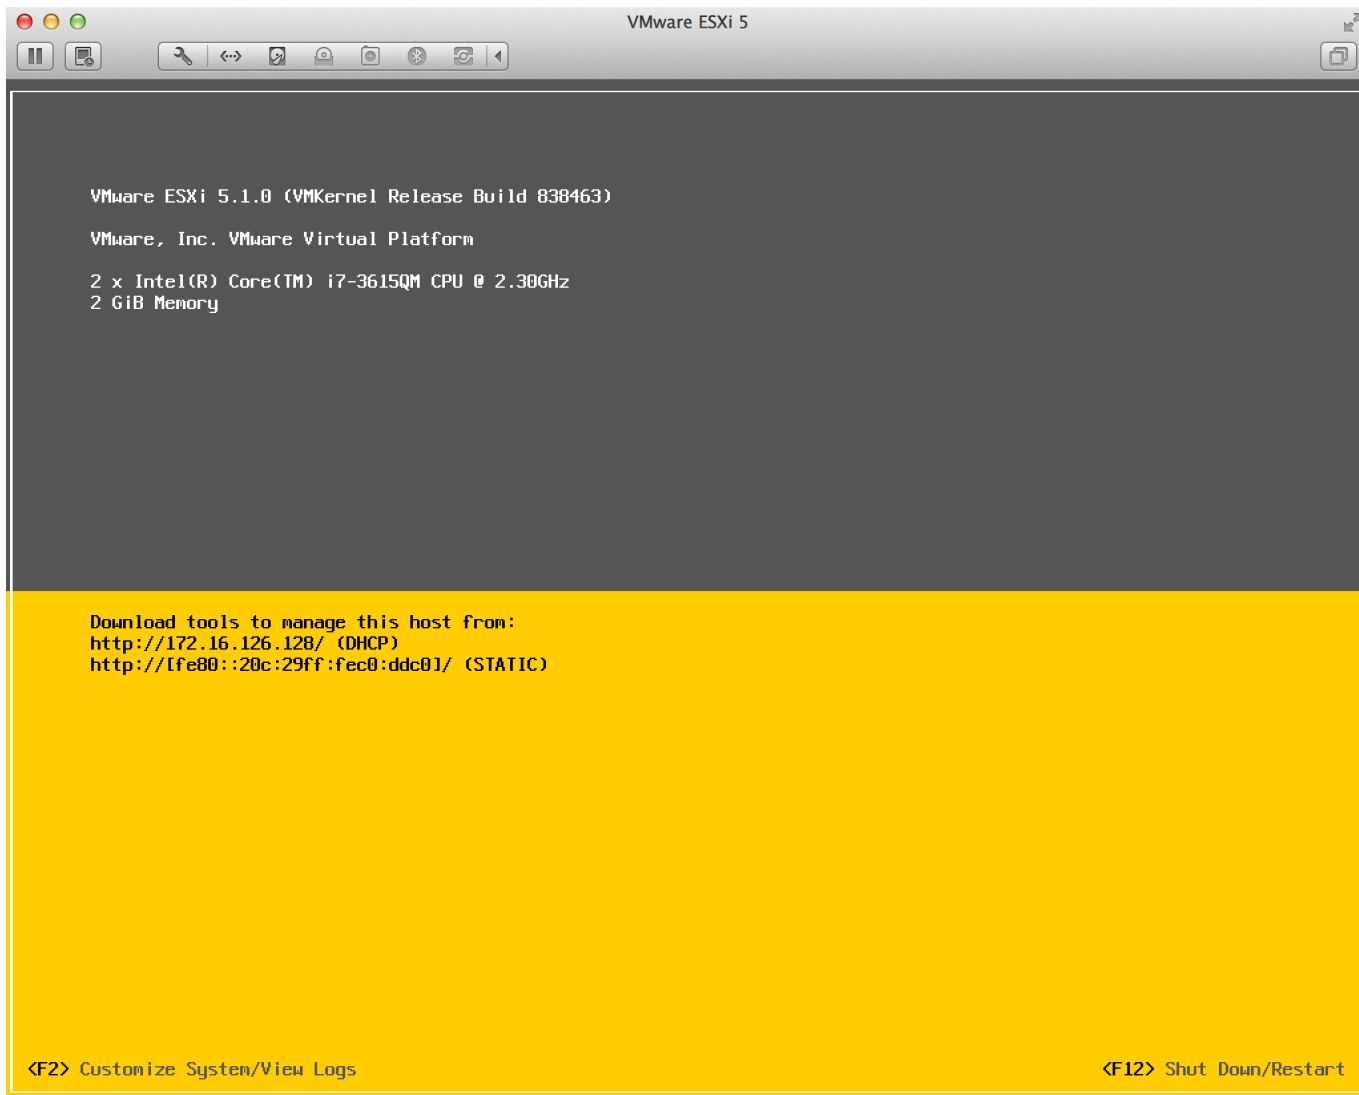 VMware ESXi 5
VMware ESXi 5.1.0 (VMKernel Release Build 838463)
VMware, Inc. VMware Virtual Platform
2 x Intel(R) Core(TM) i7-3615QM CPU @ 2.30GHz
2 GiB Memory
Download tools to manage this host from:
http://172.16.126.128/ (DHCP)
http://[fe80::20c:29ff:fec0:ddc0]/ (STATIC)
<F2> Customize System/View Logs
<F12> Shut Down/Restart